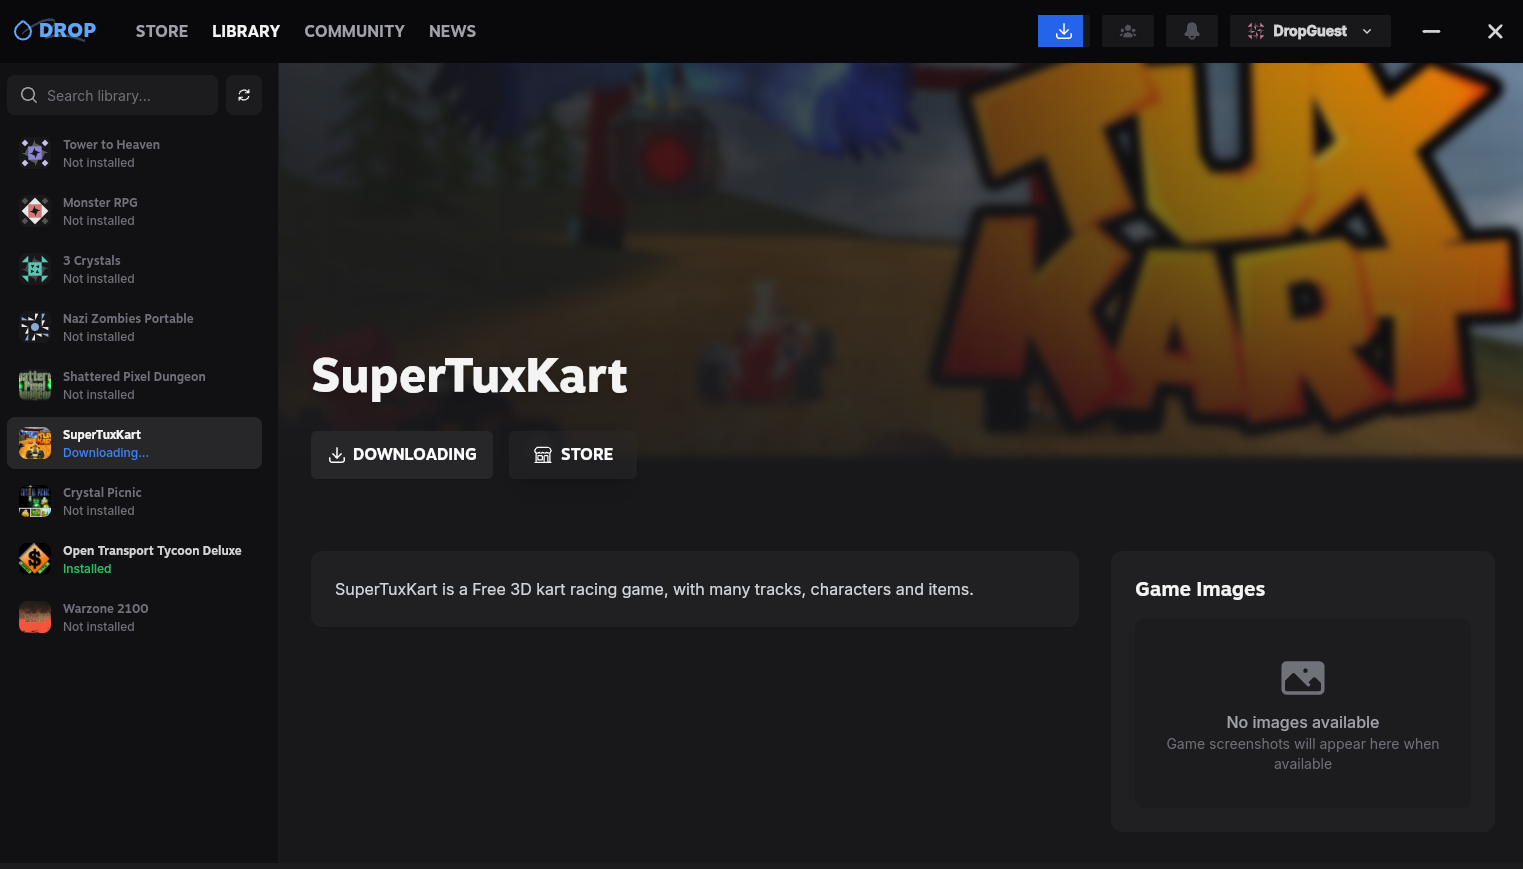 DROP
STORE
LIBRARY
COMMUNITY
NEWS
DropGuest
Search library...
Tower to Heaven
Not installed
Monster RPG
Not installed
3 Crystals
Not installed
Nazi Zombies Portable
Not installed
Shattered Pixel Dungeon
Not installed
SuperTuxKart
Downloading...
Crystal Picnic
Not installed
Open Transport Tycoon Deluxe
Installed
Warzone 2100
Not installed
TUX
KART
SuperTuxKart
DOWNLOADING
STORE
SuperTuxKart is a Free 3D kart racing game, with many tracks, characters and items.
Game Images
No images available
Game screenshots will appear here when
available